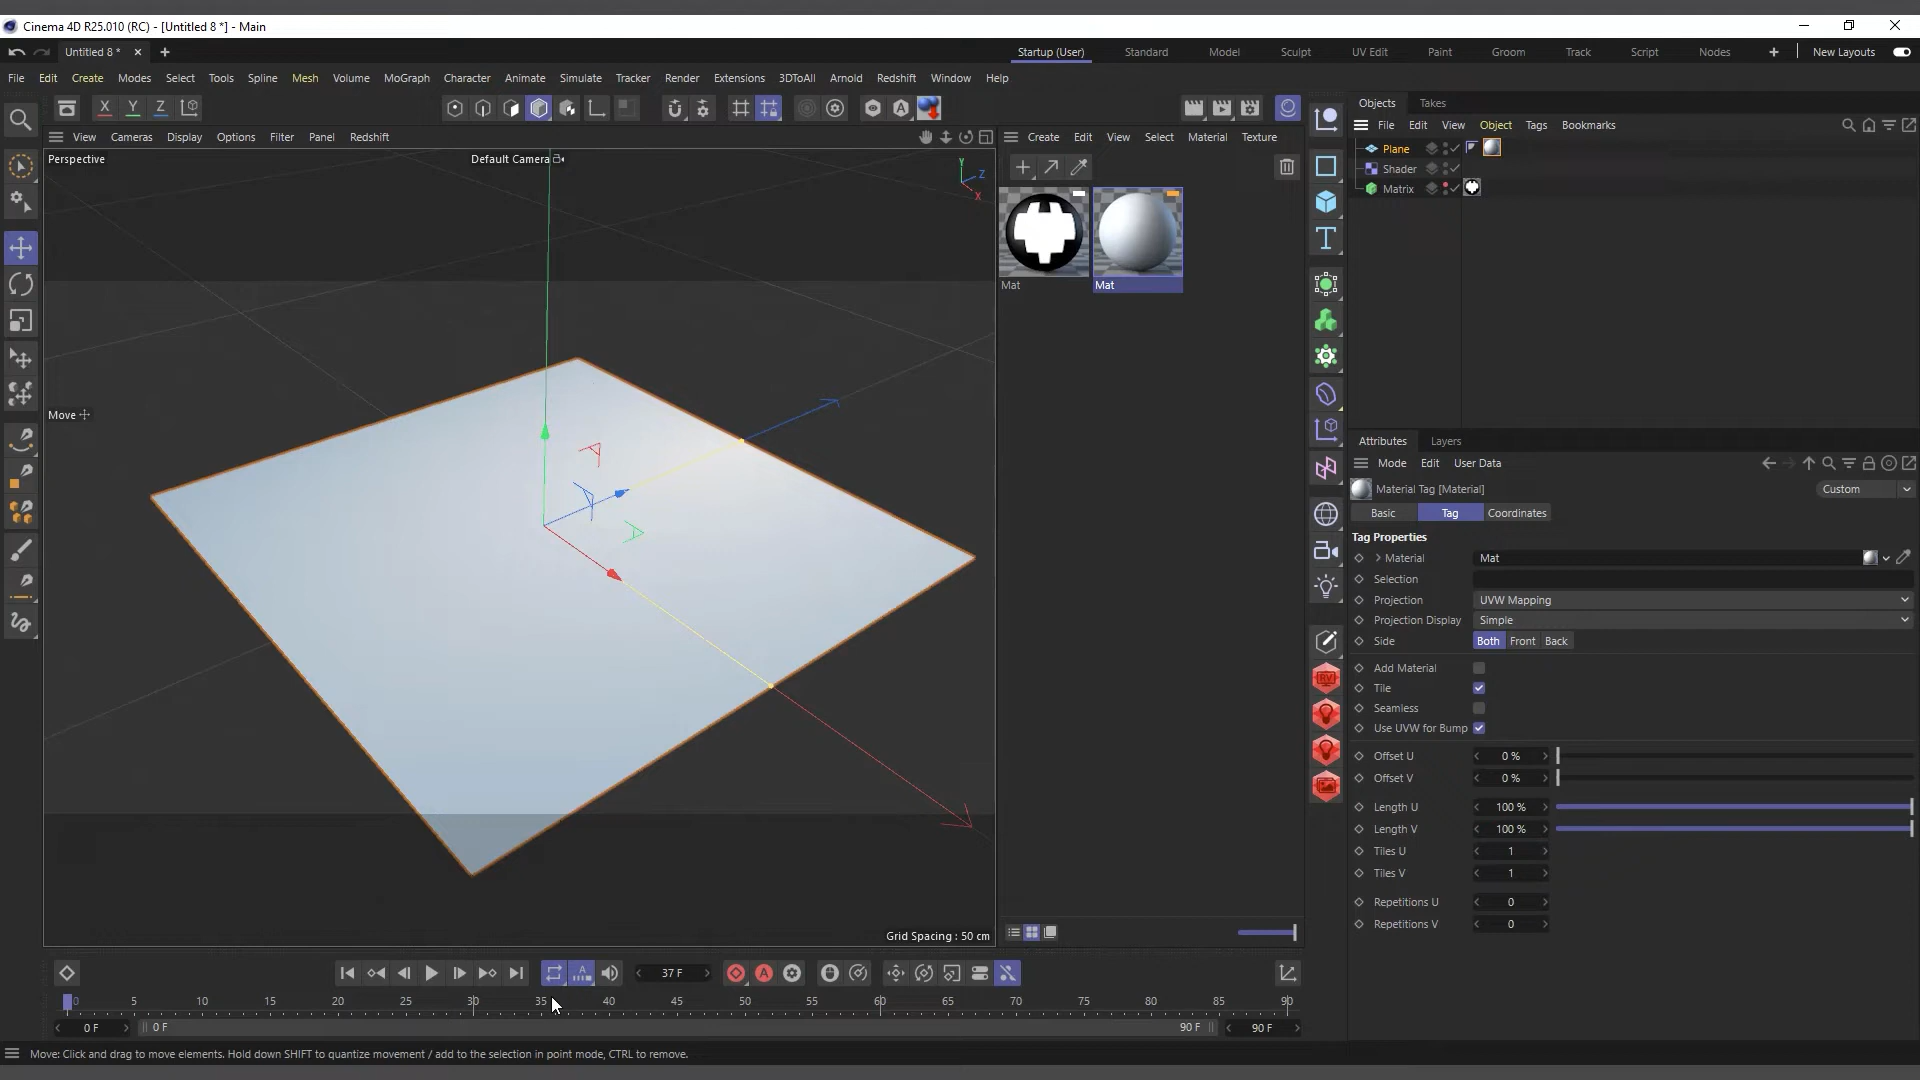 Cinema 4D R25.010 (RC) - [Untitled 8 *] - Main
Untitled 8 *
Startup (User) Standard Model Sculpt UV Edit Paint Groom Track Script Nodes New Layouts
File Edit Create Modes Select Tools Spline Mesh Volume MoGraph Character Animate Simulate Tracker Render Extensions 3DToAll Arnold Redshift Window Help
X Y Z
Objects Takes
File Edit View Object Tags Bookmarks
View Cameras Display Options Filter Panel Redshift
Create Edit View Select Material Texture
Perspective
Default Camera
Y
Z
X
Plane
Shader
Matrix
Mat
Mat
Move
Grid Spacing : 50 cm
Attributes Layers
Mode Edit User Data
Material Tag [Material]
Custom
Basic Tag Coordinates
Tag Properties
Material Mat
Selection
Projection UVW Mapping
Projection Display Simple
Side Both Front Back
Add Material
Tile
Seamless
Use UVW for Bump
Offset U 0 %
Offset V 0 %
Length U 100 %
Length V 100 %
Tiles U 1
Tiles V 1
Repetitions U 0
Repetitions V 0
RV
37 F
0 5 10 15 20 25 30 35 40 45 50 55 60 65 70 75 80 85 90
0 F 0 F 90 F 90 F
Move: Click and drag to move elements. Hold down SHIFT to quantize movement / add to the selection in point mode, CTRL to remove.